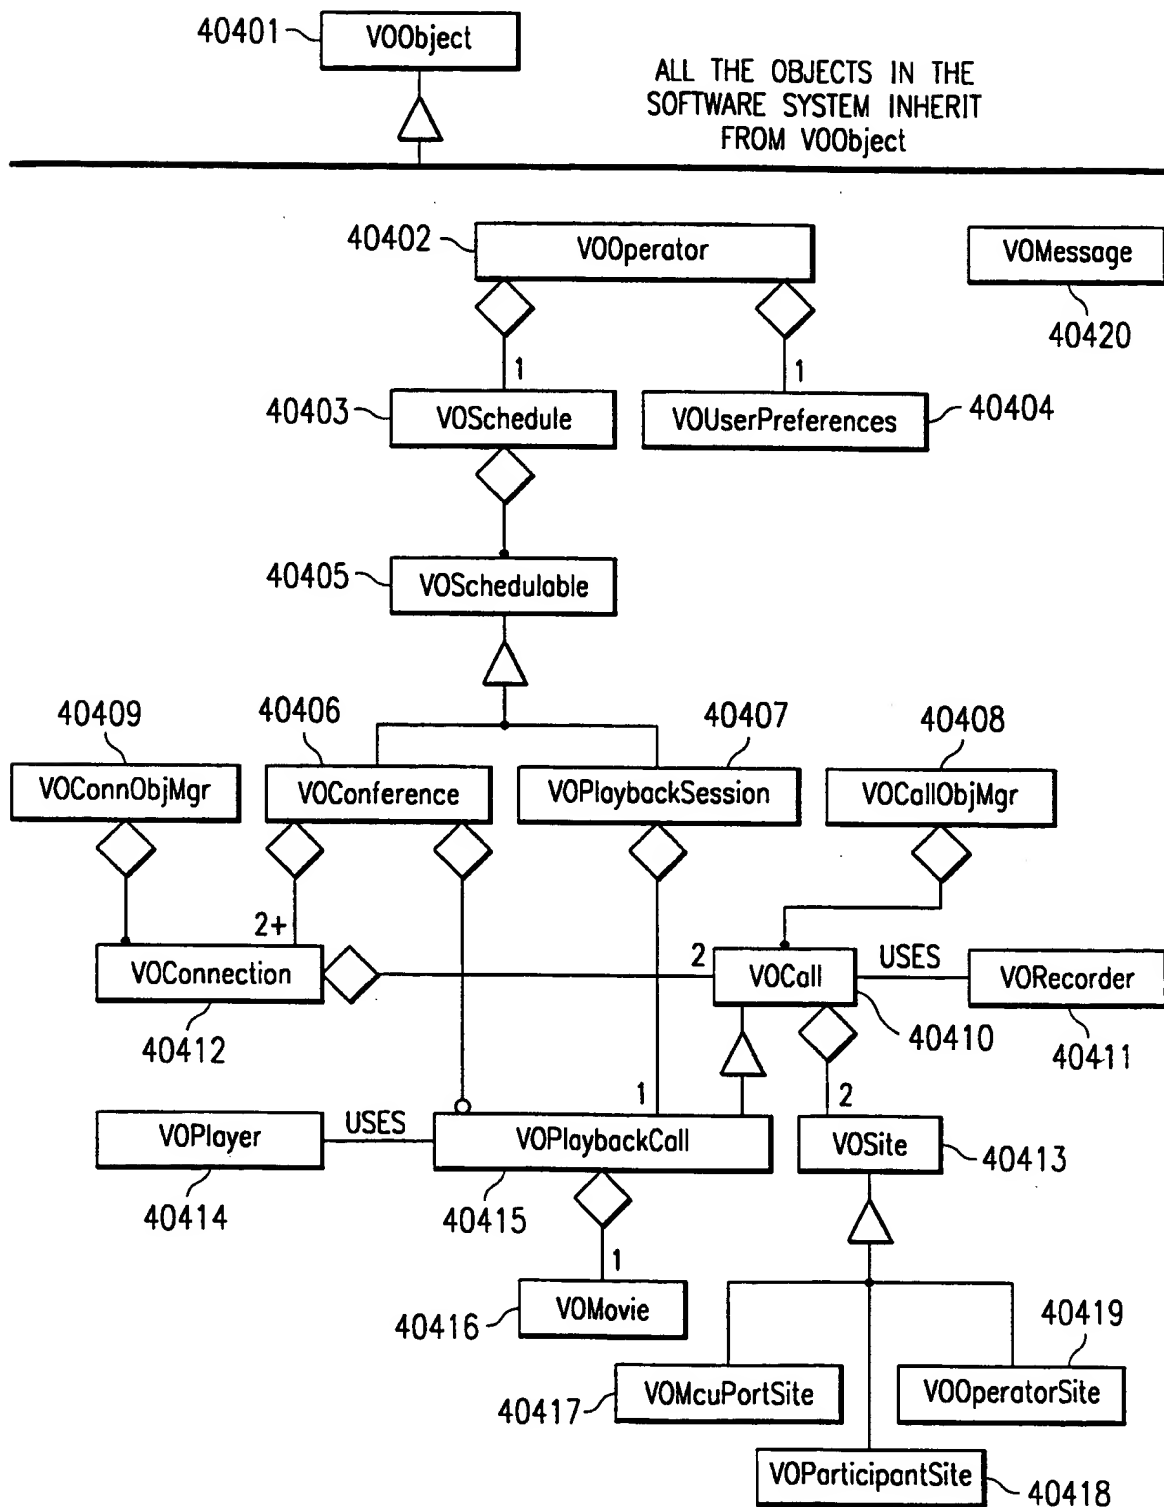 40401
VOObject
ALL THE OBJECTS IN THE
SOFTWARE SYSTEM INHERIT
FROM VOObject
40402
VOOperator
VOMessage
40420
1
1
40403
VOSchedule
VOUserPreferences
40404
40405
VOSchedulable
40409
40406
40407
40408
VOConnObjMgr
VOConference
VOPlaybackSession
VOCallObjMgr
2+
VOConnection
2
VOCall
USES
VORecorder
40412
40410
40411
1
2
VOPlayer
USES
VOPlaybackCall
VOSite
40413
40414
40415
1
40416
VOMovie
40419
40417
VOMcuPortSite
VOOperatorSite
VOParticipantSite
40418